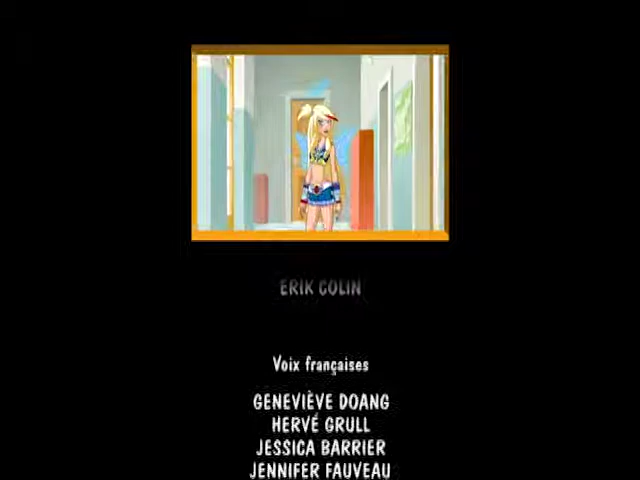 ERIK COLIN
Voix françaises
GENEVIÈVE DOANG
HERVÉ GRULL
JESSICA BARRIER
JENNIFER FAUVEAU